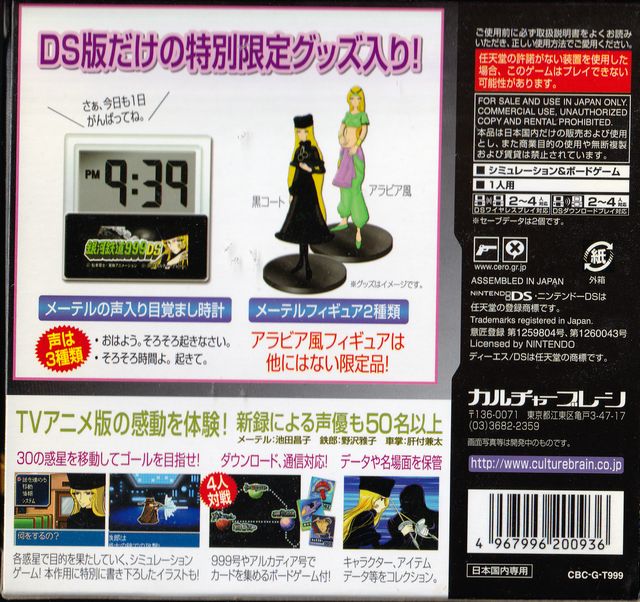 DS版だけの特別限定グッズ入り!
さぁ、今日も1日
がんばってね。
PM 9:39
銀河鉄道999DS
黒コート
アラビア風
※グッズはイメージです。
メーテルの声入り目覚まし時計
メーテルフィギュア2種類
声は
3種類
・おはよう。そろそろ起きなさい。
・そろそろ時間よ。起きて。
アラビア風フィギュアは
他にはない限定品!
TVアニメ版の感動を体験! 新録による声優も50名以上
メーテル:池田昌子 鉄郎:野沢雅子 車掌:肝付兼太
30の惑星を移動してゴールを目指せ!
ダウンロード、通信対応!
データや名場面を保管
4人
対戦
移動
情報
システム
何をするの?
鉄郎は
各惑星で目的を果たしていく、シミュレーション
ゲーム! 本作用に特別に書き下ろしたイラストも!
999号やアルカディア号で
カードを集めるボードゲーム付!
キャラクター、アイテム
データ等をコレクション。
ご使用前に必ず取扱説明書をよくお読み
いただき、正しい使用方法でご愛用ください。
任天堂の許諾がない装置を使用した
場合、このゲームはプレイできない
可能性があります。
FOR SALE AND USE IN JAPAN ONLY.
COMMERCIAL USE, UNAUTHORIZED
COPY AND RENTAL PROHIBITED.
本品は日本国内だけの販売および使用
とし、また商業目的の使用や無断複製
および賃貸は禁止されています。
■ シミュレーション&ボードゲーム
■ 1人用
2〜4人
DSワイヤレスプレイ対応
2〜4人
DSダウンロードプレイ対応
※セーブデータは2個です。
www.cero.gr.jp
紙
外箱
ASSEMBLED IN JAPAN
NINTENDO DS・ニンテンドーDSは
任天堂の登録商標です。
Trademarks registered in Japan.
意匠登録 第1259804号、第1260043号
Licensed by NINTENDO
ディーエス/DSは任天堂の商標です。
カルチャーブレーン
〒136-0071 東京都江東区亀戸3-47-17
(03)3682-2359
画面写真等は開発中のものです。
http://www.culturebrain.co.jp
4 967996 200936
日本国内専用
CBC-G-T999